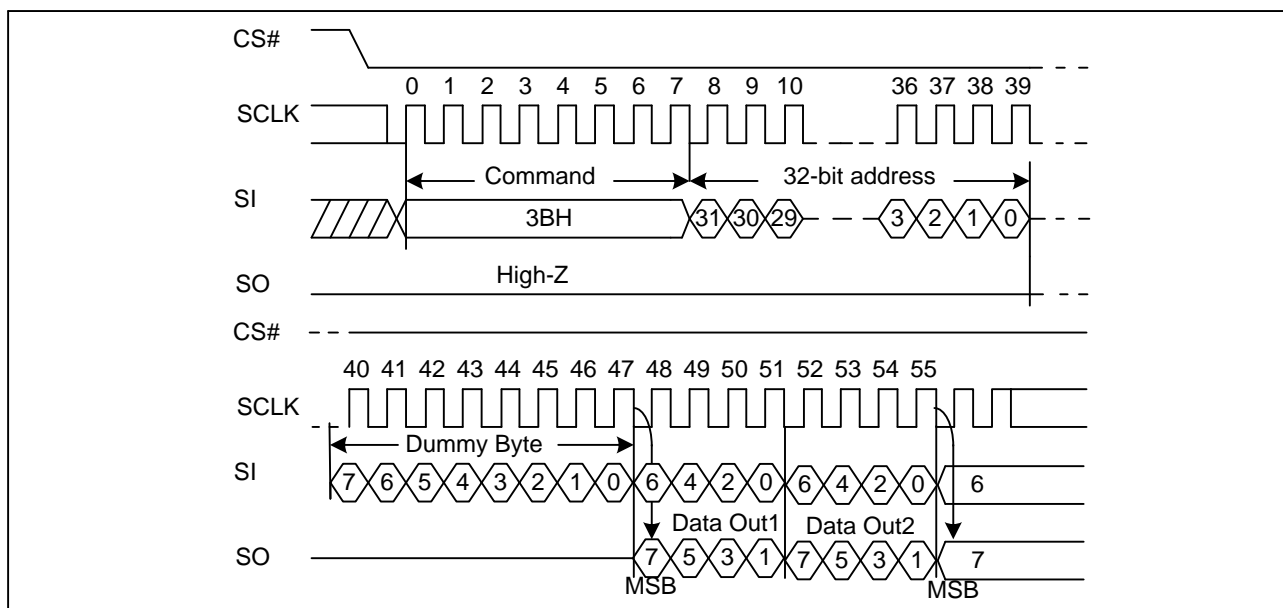 CS#
0 1 2 3 4 5 6 7 8 9 10 36 37 38 39
SCLK
Command 32-bit address
SI
3BH 31 30 29 3 2 1 0
High-Z
SO
CS#
40 41 42 43 44 45 46 47 48 49 50 51 52 53 54 55
SCLK
Dummy Byte
SI
7 6 5 4 3 2 1 0 6 4 2 0 6 4 2 0 6
Data Out1 Data Out2
SO
7 5 3 1 7 5 3 1 7
MSB MSB